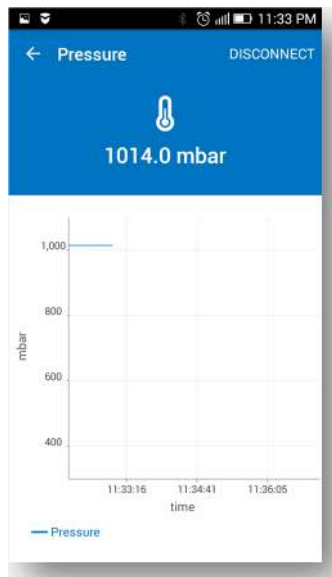 11:33 PM
Pressure DISCONNECT
1014.0 mbar
1,000
800
mbar
600
400
11:33:16 11:34:41 11:36:05
time
Pressure